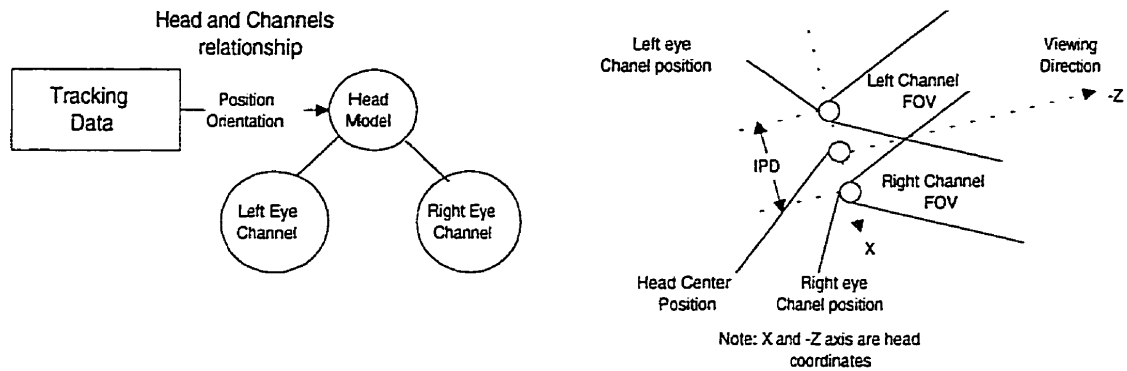 Head and Channels
relationship
Tracking
Data
Position
Orientation
Head
Model
Left Eye
Channel
Right Eye
Channel
Left eye
Chanel position
Left Channel
FOV
Viewing
Direction
-Z
IPD
Right Channel
FOV
X
Head Center
Position
Right eye
Chanel position
Note: X and -Z axis are head
coordinates